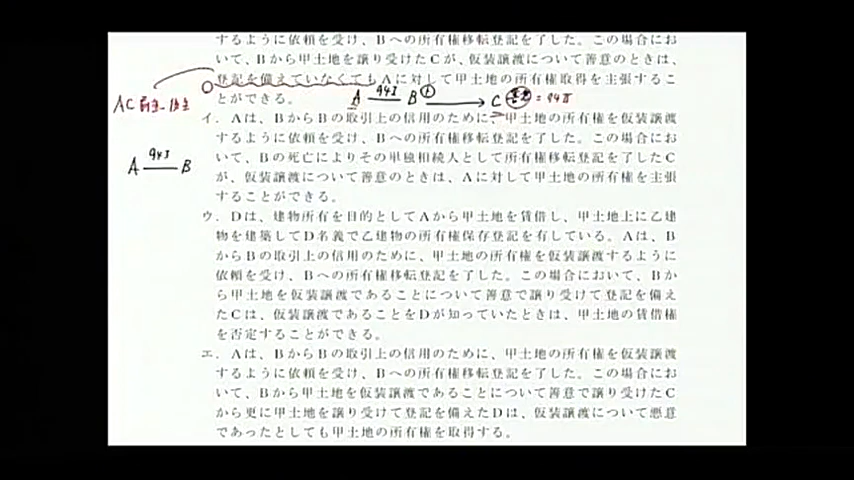 するように依頼を受け、Bへの所有権移転登記を了した。この場合にお
いて、Bから甲土地を譲り受けたCが、仮装譲渡について善意のときは、
登記を備えていなくてもAに対して甲土地の所有権取得を主張するこ
とができる。
A 94I B ① C 善意 = 94Ⅱ
AC 前主-後主
イ．Aは、BからBの取引上の信用のために、甲土地の所有権を仮装譲渡
するように依頼を受け、Bへの所有権移転登記を了した。この場合にお
いて、Bの死亡によりその単独相続人として所有権移転登記を了したC
が、仮装譲渡について善意のときは、Aに対して甲土地の所有権を主張
することができる。
A 94I B
ウ．Dは、建物所有を目的としてAから甲土地を賃借し、甲土地上に乙建
物を建築してD名義で乙建物の所有権保存登記を有している。Aは、B
からBの取引上の信用のために、甲土地の所有権を仮装譲渡するように
依頼を受け、Bへの所有権移転登記を了した。この場合において、Bか
ら甲土地を仮装譲渡であることについて善意で譲り受けて登記を備え
たCは、仮装譲渡であることをDが知っていたときは、甲土地の賃借権
を否定することができる。
エ．Aは、BからBの取引上の信用のために、甲土地の所有権を仮装譲渡
するように依頼を受け、Bへの所有権移転登記を了した。この場合にお
いて、Bから甲土地を仮装譲渡であることについて善意で譲り受けたC
から更に甲土地を譲り受けて登記を備えたDは、仮装譲渡について悪意
であったとしても甲土地の所有権を取得する。